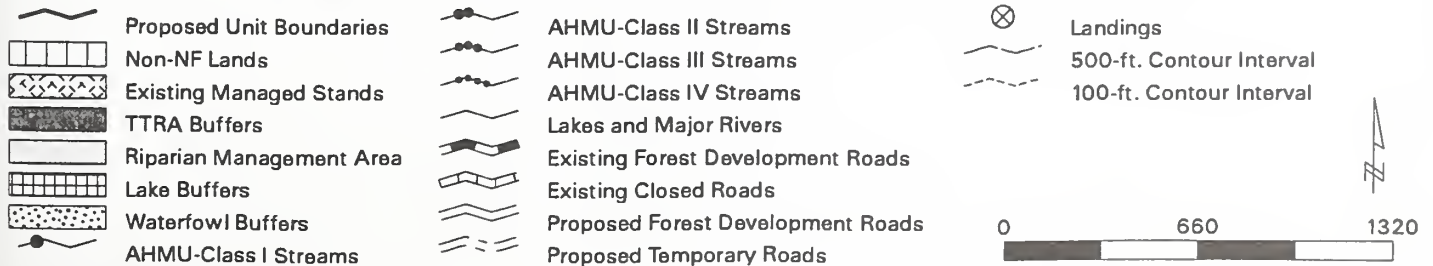 Proposed Unit Boundaries
Non-NF Lands
Existing Managed Stands
TTRA Buffers
Riparian Management Area
Lake Buffers
Waterfowl Buffers
AHMU-Class I Streams
AHMU-Class II Streams
AHMU-Class III Streams
AHMU-Class IV Streams
Lakes and Major Rivers
Existing Forest Development Roads
Existing Closed Roads
Proposed Forest Development Roads
Proposed Temporary Roads
Landings
500-ft. Contour Interval
100-ft. Contour Interval
0 660 1320